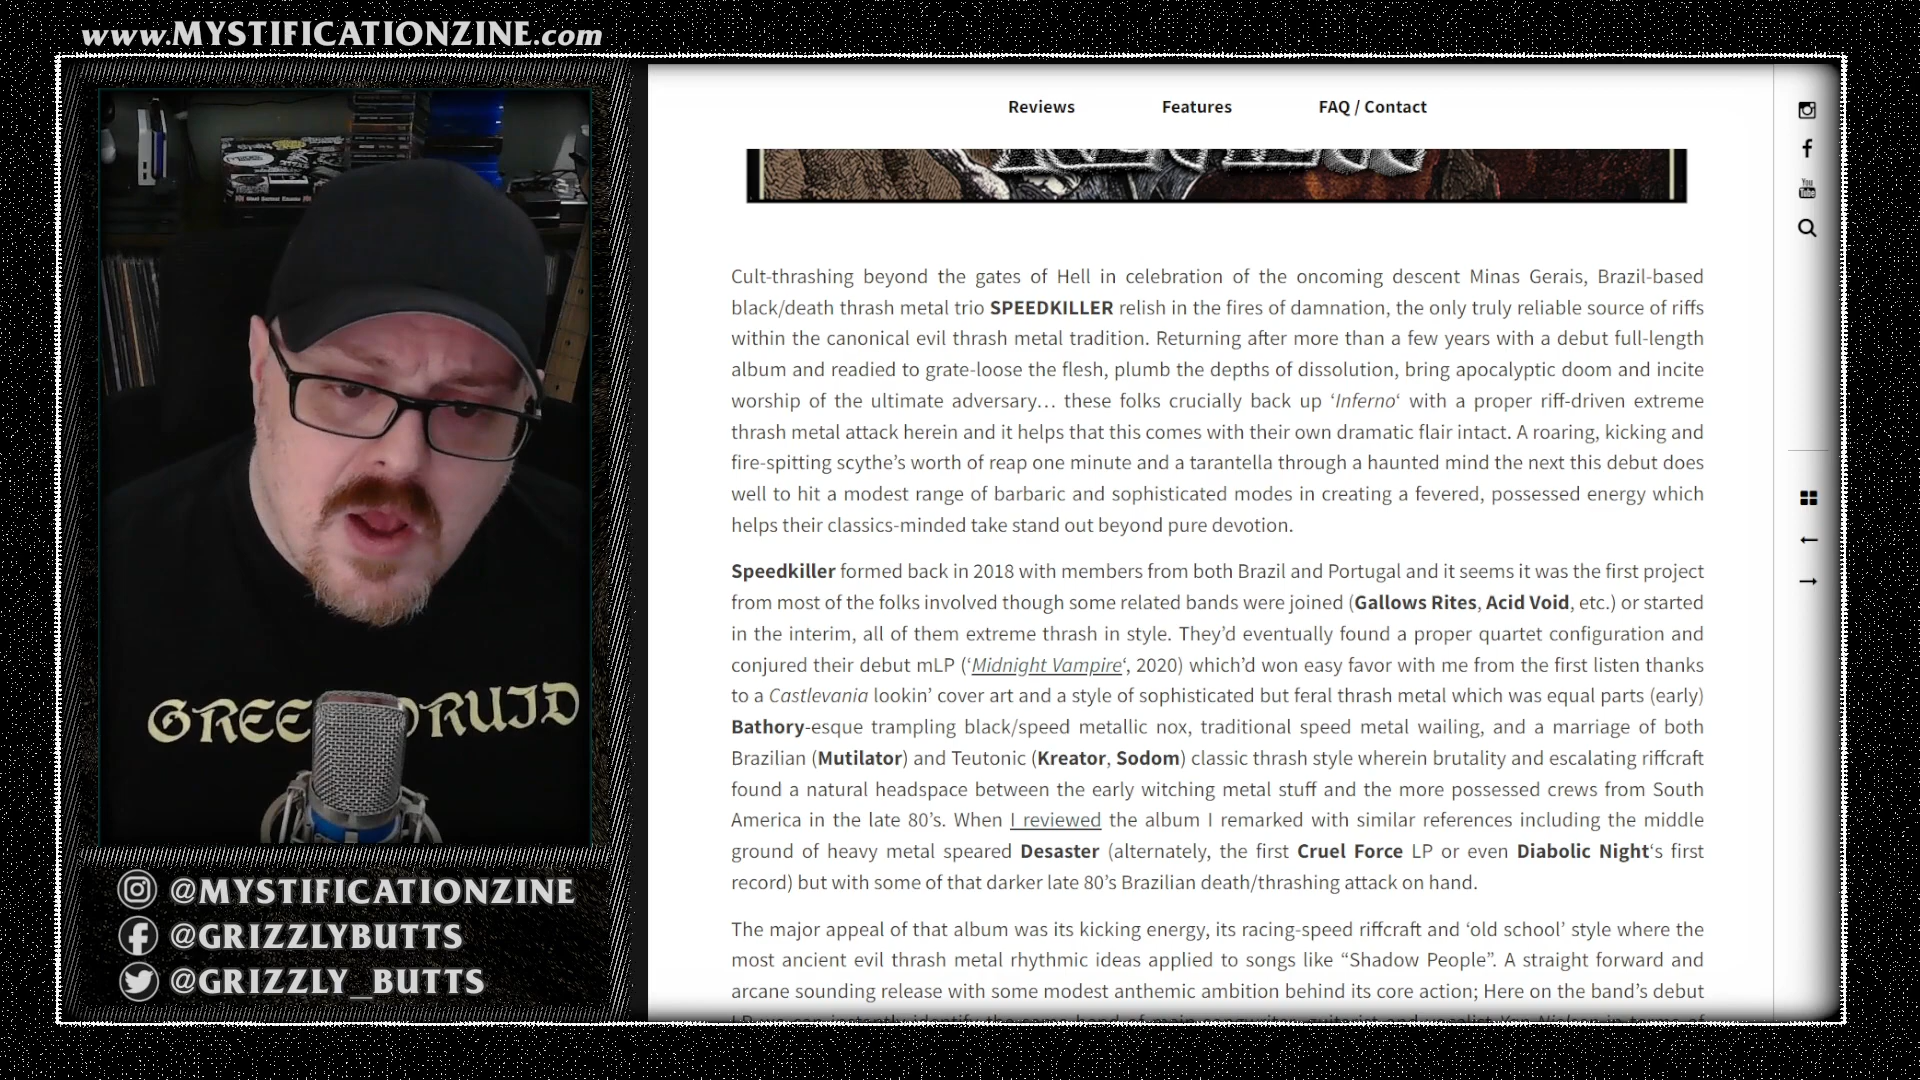 www.MYSTIFICATIONZINE.com
Reviews
Features
FAQ / Contact
You
Tube
Cult-thrashing beyond the gates of Hell in celebration of the oncoming descent Minas Gerais, Brazil-based
black/death thrash metal trio SPEEDKILLER relish in the fires of damnation, the only truly reliable source of riffs
within the canonical evil thrash metal tradition. Returning after more than a few years with a debut full-length
album and readied to grate-loose the flesh, plumb the depths of dissolution, bring apocalyptic doom and incite
worship of the ultimate adversary… these folks crucially back up ‘Inferno‘ with a proper riff-driven extreme
thrash metal attack herein and it helps that this comes with their own dramatic flair intact. A roaring, kicking and
fire-spitting scythe’s worth of reap one minute and a tarantella through a haunted mind the next this debut does
well to hit a modest range of barbaric and sophisticated modes in creating a fevered, possessed energy which
helps their classics-minded take stand out beyond pure devotion.
Speedkiller formed back in 2018 with members from both Brazil and Portugal and it seems it was the first project
from most of the folks involved though some related bands were joined (Gallows Rites, Acid Void, etc.) or started
in the interim, all of them extreme thrash in style. They’d eventually found a proper quartet configuration and
conjured their debut mLP (‘Midnight Vampire‘, 2020) which’d won easy favor with me from the first listen thanks
to a Castlevania lookin’ cover art and a style of sophisticated but feral thrash metal which was equal parts (early)
Bathory-esque trampling black/speed metallic nox, traditional speed metal wailing, and a marriage of both
Brazilian (Mutilator) and Teutonic (Kreator, Sodom) classic thrash style wherein brutality and escalating riffcraft
found a natural headspace between the early witching metal stuff and the more possessed crews from South
America in the late 80’s. When I reviewed the album I remarked with similar references including the middle
ground of heavy metal speared Desaster (alternately, the first Cruel Force LP or even Diabolic Night‘s first
record) but with some of that darker late 80’s Brazilian death/thrashing attack on hand.
The major appeal of that album was its kicking energy, its racing-speed riffcraft and ‘old school’ style where the
most ancient evil thrash metal rhythmic ideas applied to songs like “Shadow People”. A straight forward and
arcane sounding release with some modest anthemic ambition behind its core action; Here on the band’s debut
GREE DRUID
@MYSTIFICATIONZINE
@GRIZZLYBUTTS
@GRIZZLY_BUTTS